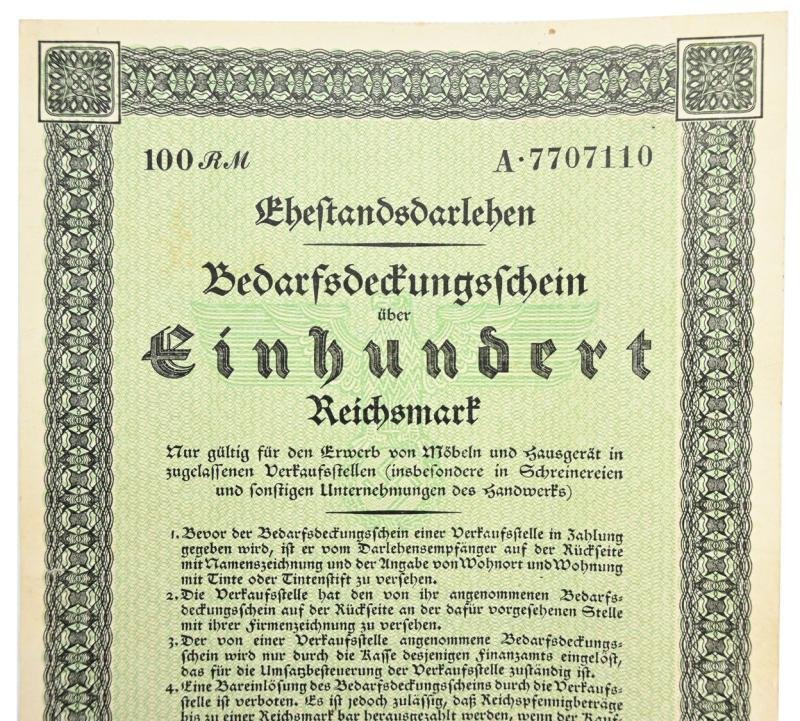 100 RM A·7707110
Ehestandsdarlehen
Bedarfsdeckungsschein
über
Einhundert
Reichsmark
Nur gültig für den Erwerb von Möbeln und Hausgerät in
zugelassenen Verkaufsstellen (insbesondere in Schreinereien
und sonstigen Unternehmungen des Handwerks)
1. Bevor der Bedarfsdeckungsschein einer Verkaufsstelle in Zahlung
gegeben wird, ist er vom Darlehensempfänger auf der Rückseite
mit Namenszeichnung und der Angabe von Wohnort und Wohnung
mit Tinte oder Tintenstift zu versehen.
2. Die Verkaufsstelle hat den von ihr angenommenen Bedarfs-
deckungsschein auf der Rückseite an der dafür vorgesehenen Stelle
mit ihrer Firmenzeichnung zu versehen.
3. Der von einer Verkaufsstelle angenommene Bedarfsdeckungs-
schein wird nur durch die Kasse desjenigen Finanzamts eingelöst,
das für die Umsatzbesteuerung der Verkaufsstelle zuständig ist.
4. Eine Bareinlösung des Bedarfsdeckungsscheins durch die Verkaufs-
stelle ist verboten. Es ist jedoch zulässig, daß Reichspfennigbeträge
bis zu einer Reichsmark bar herausgezahlt werden, wenn der Kauf-